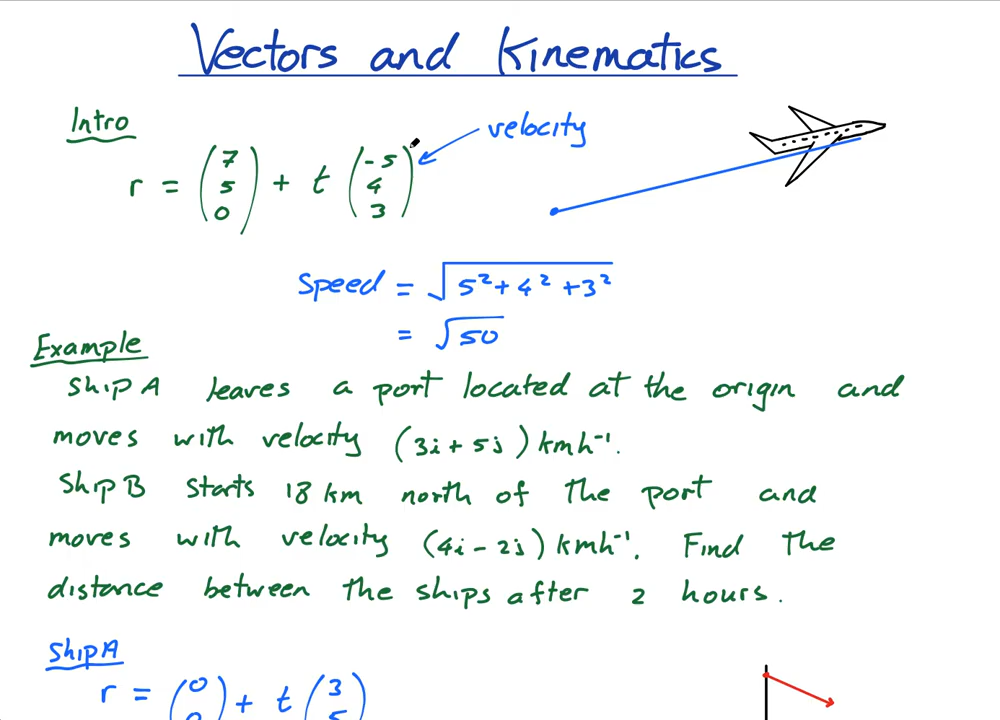 Vectors and Kinematics
Intro
r = (7 5 0) + t (-5 4 3)
velocity
Speed = √5²+4²+3²
= √50
Example
Ship A leaves a port located at the origin and
moves with velocity (3i + 5j) kmh⁻¹.
Ship B starts 18 km north of the port and
moves with velocity (4i - 2j) kmh⁻¹. Find the
distance between the ships after 2 hours.
Ship A
r = (0 0) + t (3 5)